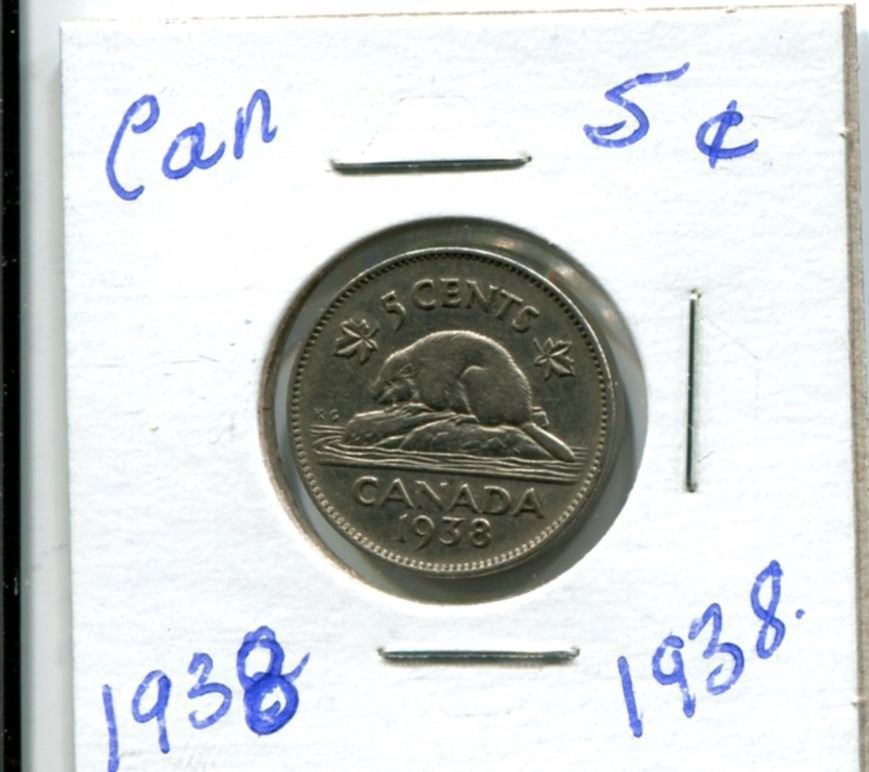 Can 5 ¢
5 CENTS
KG
CANADA
1938
1938 1938.